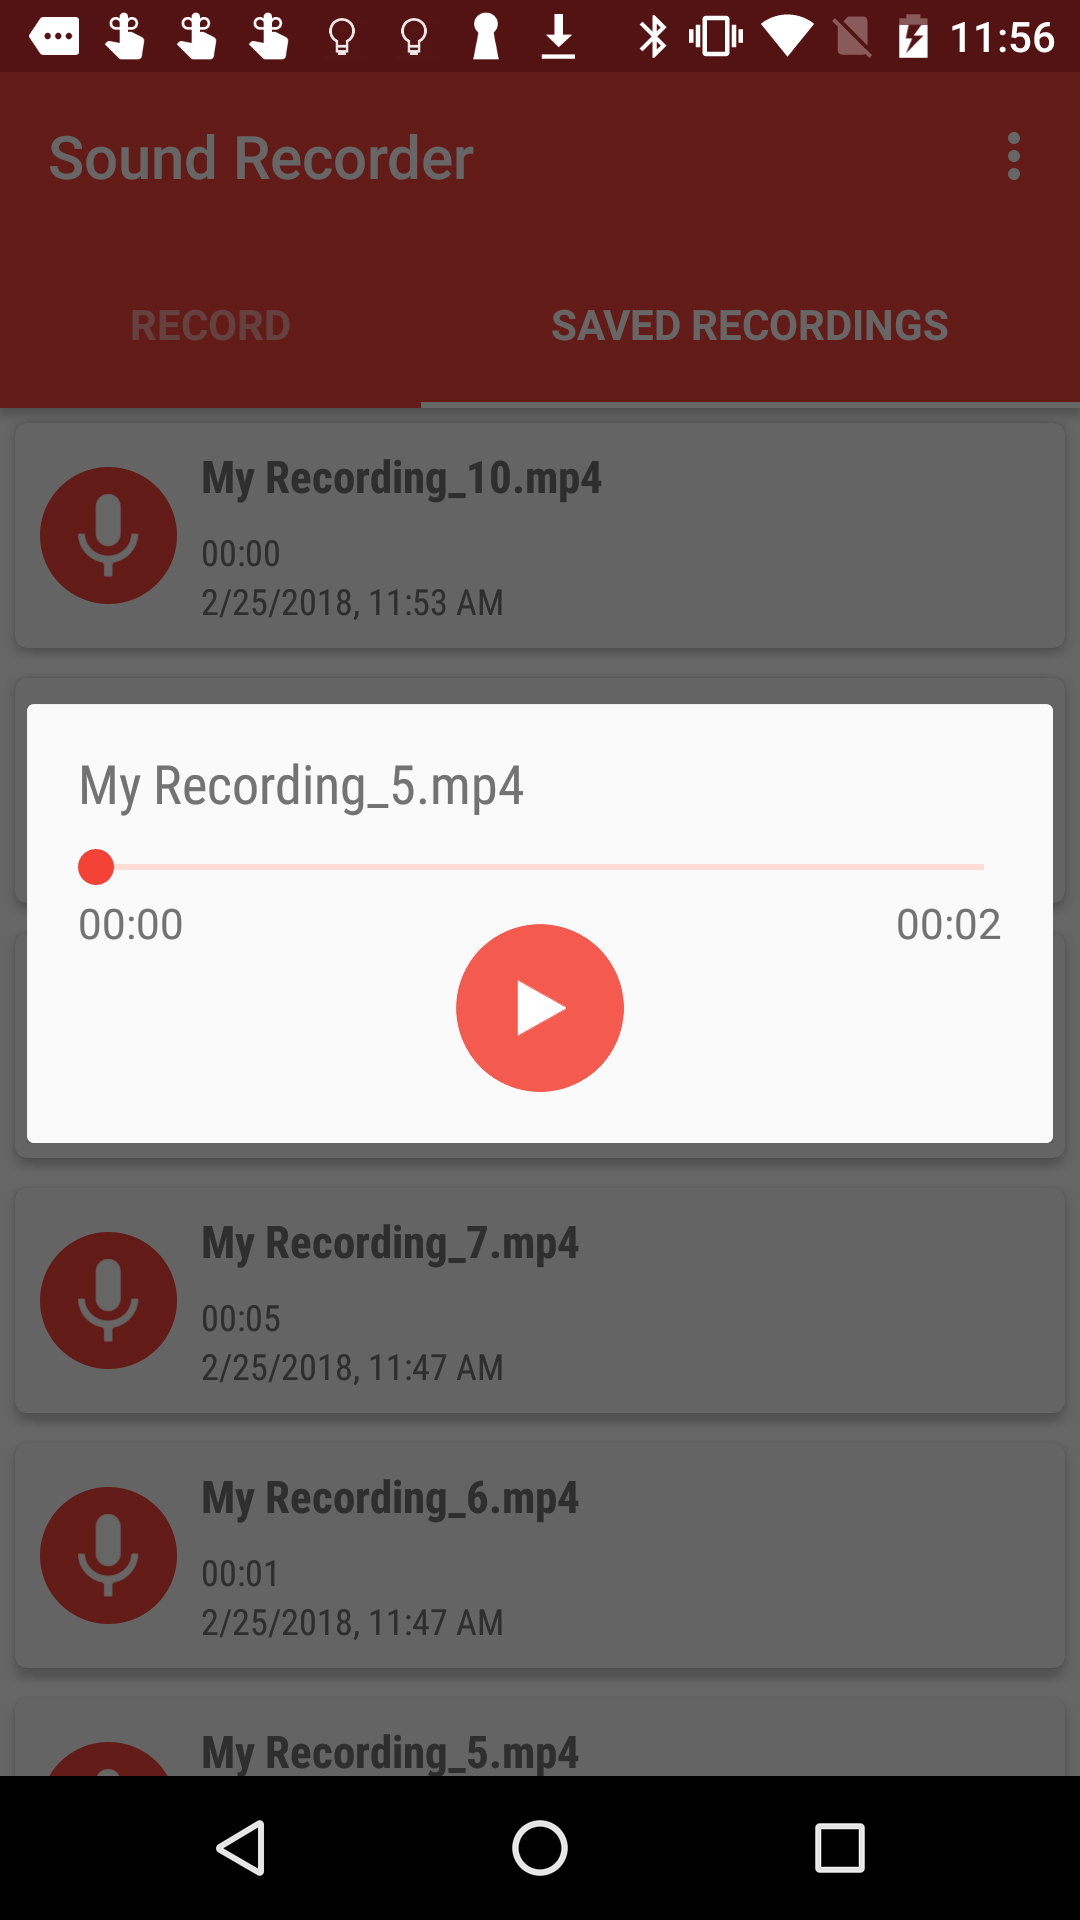 11:56
Sound Recorder
RECORD
SAVED RECORDINGS
My Recording_10.mp4
00:00
2/25/2018, 11:53 AM
My Recording_5.mp4
00:00
00:02
My Recording_7.mp4
00:05
2/25/2018, 11:47 AM
My Recording_6.mp4
00:01
2/25/2018, 11:47 AM
My Recording_5.mp4